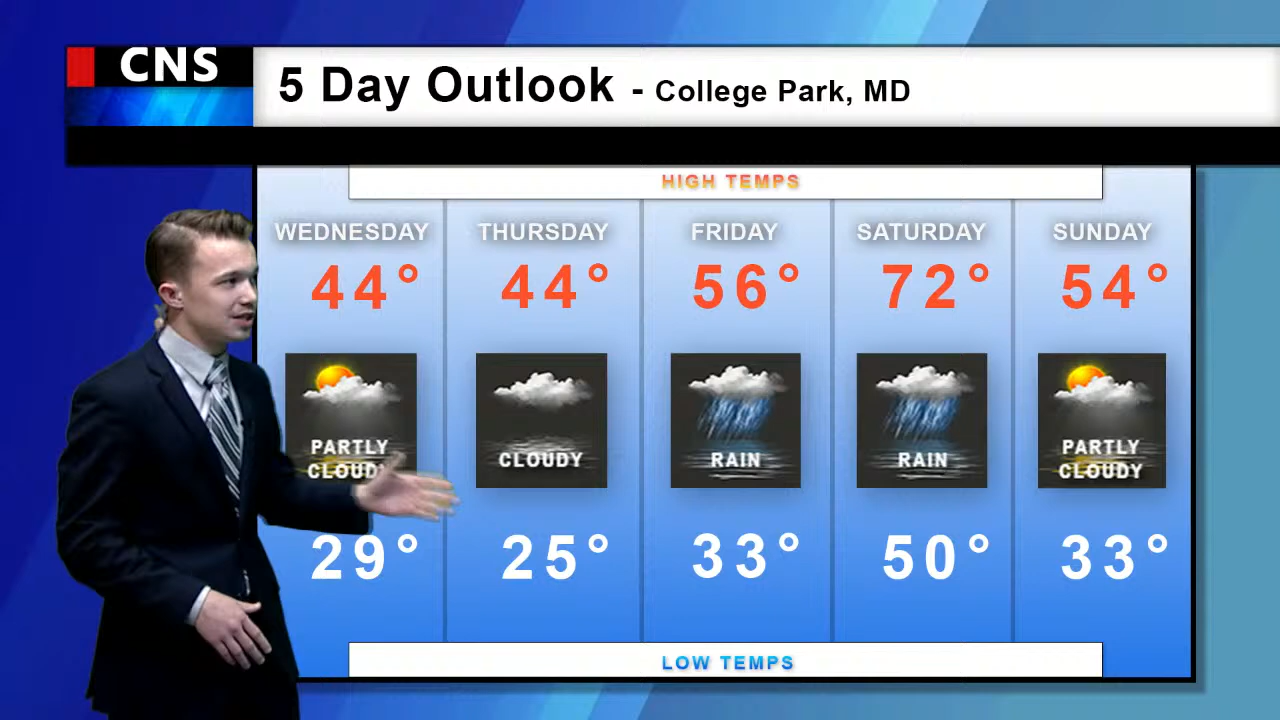 CNS
5 Day Outlook - College Park, MD
HIGH TEMPS
WEDNESDAY THURSDAY FRIDAY SATURDAY SUNDAY
44° 44° 56° 72° 54°
PARTLY CLOUDY CLOUDY RAIN RAIN PARTLY CLOUDY
29° 25° 33° 50° 33°
LOW TEMPS